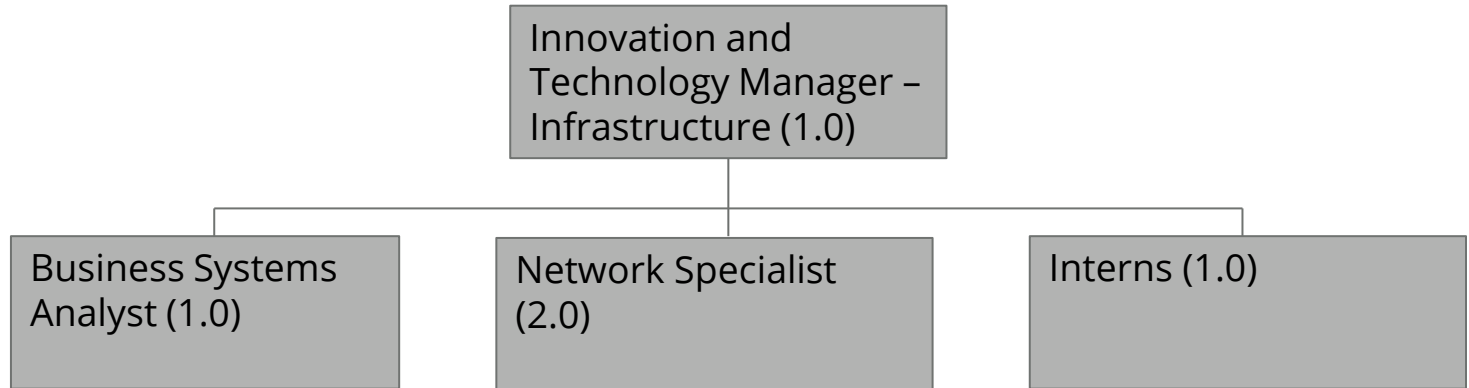 Innovation and
Technology Manager –
Infrastructure (1.0)
Business Systems
Analyst (1.0)
Network Specialist
(2.0)
Interns (1.0)